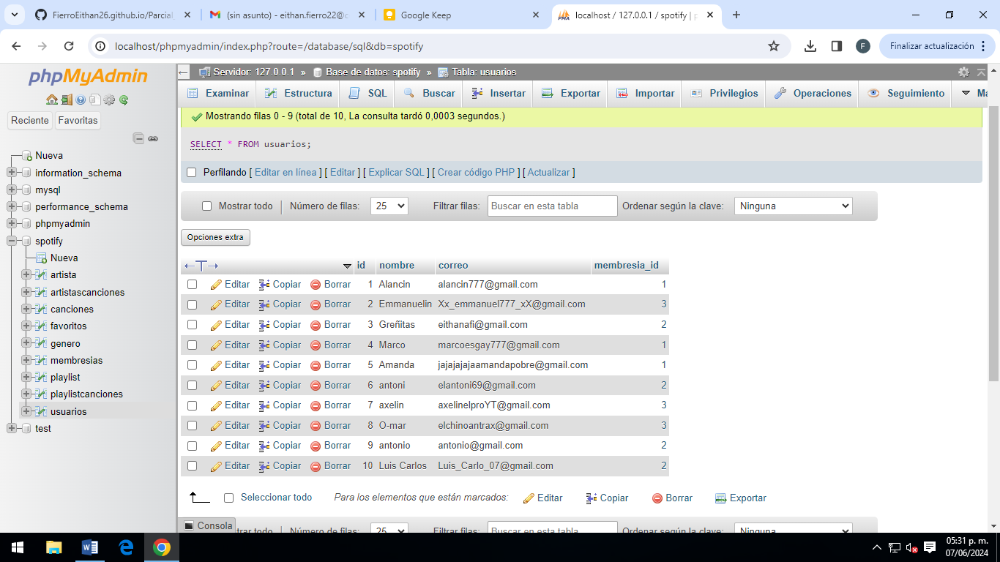 FierroEithan26.github.io/Parcial
(sin asunto) - eithan.fierro22@c
Google Keep
localhost / 127.0.0.1 / spotify | p
localhost/phpmyadmin/index.php?route=/database/sql&db=spotify
F
Finalizar actualización
phpMyAdmin
Reciente
Favoritas
Nueva
information_schema
mysql
performance_schema
phpmyadmin
spotify
Nueva
artista
artistascanciones
canciones
favoritos
genero
membresias
playlist
playlistcanciones
usuarios
test
Servidor: 127.0.0.1 » Base de datos: spotify » Tabla: usuarios
Examinar Estructura SQL Buscar Insertar Exportar Importar Privilegios Operaciones Seguimiento Má
Mostrando filas 0 - 9 (total de 10, La consulta tardó 0,0003 segundos.)
SELECT * FROM usuarios;
Perfilando [ Editar en línea ] [ Editar ] [ Explicar SQL ] [ Crear código PHP ] [ Actualizar ]
Mostrar todo Número de filas: 25 Filtrar filas: Buscar en esta tabla Ordenar según la clave: Ninguna
Opciones extra
id nombre correo membresia_id
Editar Copiar Borrar 1 Alancin alancin777@gmail.com 1
Editar Copiar Borrar 2 Emmanuelin Xx_emmanuel777_xX@gmail.com 3
Editar Copiar Borrar 3 Greñitas eithanafi@gmail.com 2
Editar Copiar Borrar 4 Marco marcoesgay777@gmail.com 1
Editar Copiar Borrar 5 Amanda jajajajajaamandapobre@gmail.com 1
Editar Copiar Borrar 6 antoni elantoni69@gmail.com 2
Editar Copiar Borrar 7 axelin axelinelproYT@gmail.com 3
Editar Copiar Borrar 8 O-mar elchinoantrax@gmail.com 3
Editar Copiar Borrar 9 antonio antonio@gmail.com 2
Editar Copiar Borrar 10 Luis Carlos Luis_Carlo_07@gmail.com 2
Seleccionar todo Para los elementos que están marcados: Editar Copiar Borrar Exportar
Consola
strar todo Número de filas: 25 Filtrar filas: Buscar en esta tabla Ordenar según la clave: Ninguna
05:31 p. m.
07/06/2024